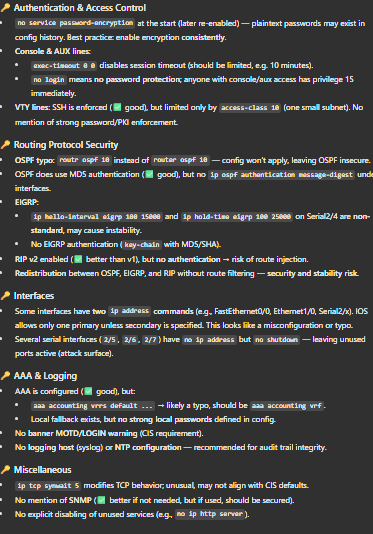 🔑 Authentication & Access Control
• no service password-encryption at the start (later re-enabled) — plaintext passwords may exist in
config history. Best practice: enable encryption consistently.
• Console & AUX lines:
• exec-timeout 0 0 disables session timeout (should be limited, e.g. 10 minutes).
• no login means no password protection; anyone with console/aux access has privilege 15
immediately.
• VTY lines: SSH is enforced (✅ good), but limited only by access-class 10 (one small subnet). No
mention of strong password/PKI enforcement.
🔑 Routing Protocol Security
• OSPF typo: routr ospf 10 instead of router ospf 10 — config won't apply, leaving OSPF insecure.
• OSPF does use MD5 authentication (✅ good), but no ip ospf authentication message-digest unde
interfaces.
• EIGRP:
• ip hello-interval eigrp 100 15000 and ip hold-time eigrp 100 25000 on Serial2/4 are non-
standard, may cause instability.
• No EIGRP authentication (key-chain with MD5/SHA).
• RIP v2 enabled (✅ better than v1), but no authentication → risk of route injection.
• Redistribution between OSPF, EIGRP, and RIP without route filtering — security and stability risk.
🔑 Interfaces
• Some interfaces have two ip address commands (e.g., FastEthernet0/0, Ethernet1/0, Serial2/x). IOS
allows only one primary unless secondary is specified. This looks like a misconfiguration or typo.
• Several serial interfaces (2/5, 2/6, 2/7) have no ip address but no shutdown — leaving unused
ports active (attack surface).
🔑 AAA & Logging
• AAA is configured (✅ good), but:
• aaa accounting vrrs default ... → likely a typo, should be aaa accounting vrf.
• Local fallback exists, but no strong local passwords defined in config.
• No banner MOTD/LOGIN warning (CIS requirement).
• No logging host (syslog) or NTP configuration — recommended for audit trail integrity.
🔑 Miscellaneous
• ip tcp synwait 5 modifies TCP behavior; unusual, may not align with CIS defaults.
• No mention of SNMP (✅ better if not needed, but if used, should be secured).
• No explicit disabling of unused services (e.g., no ip http server).